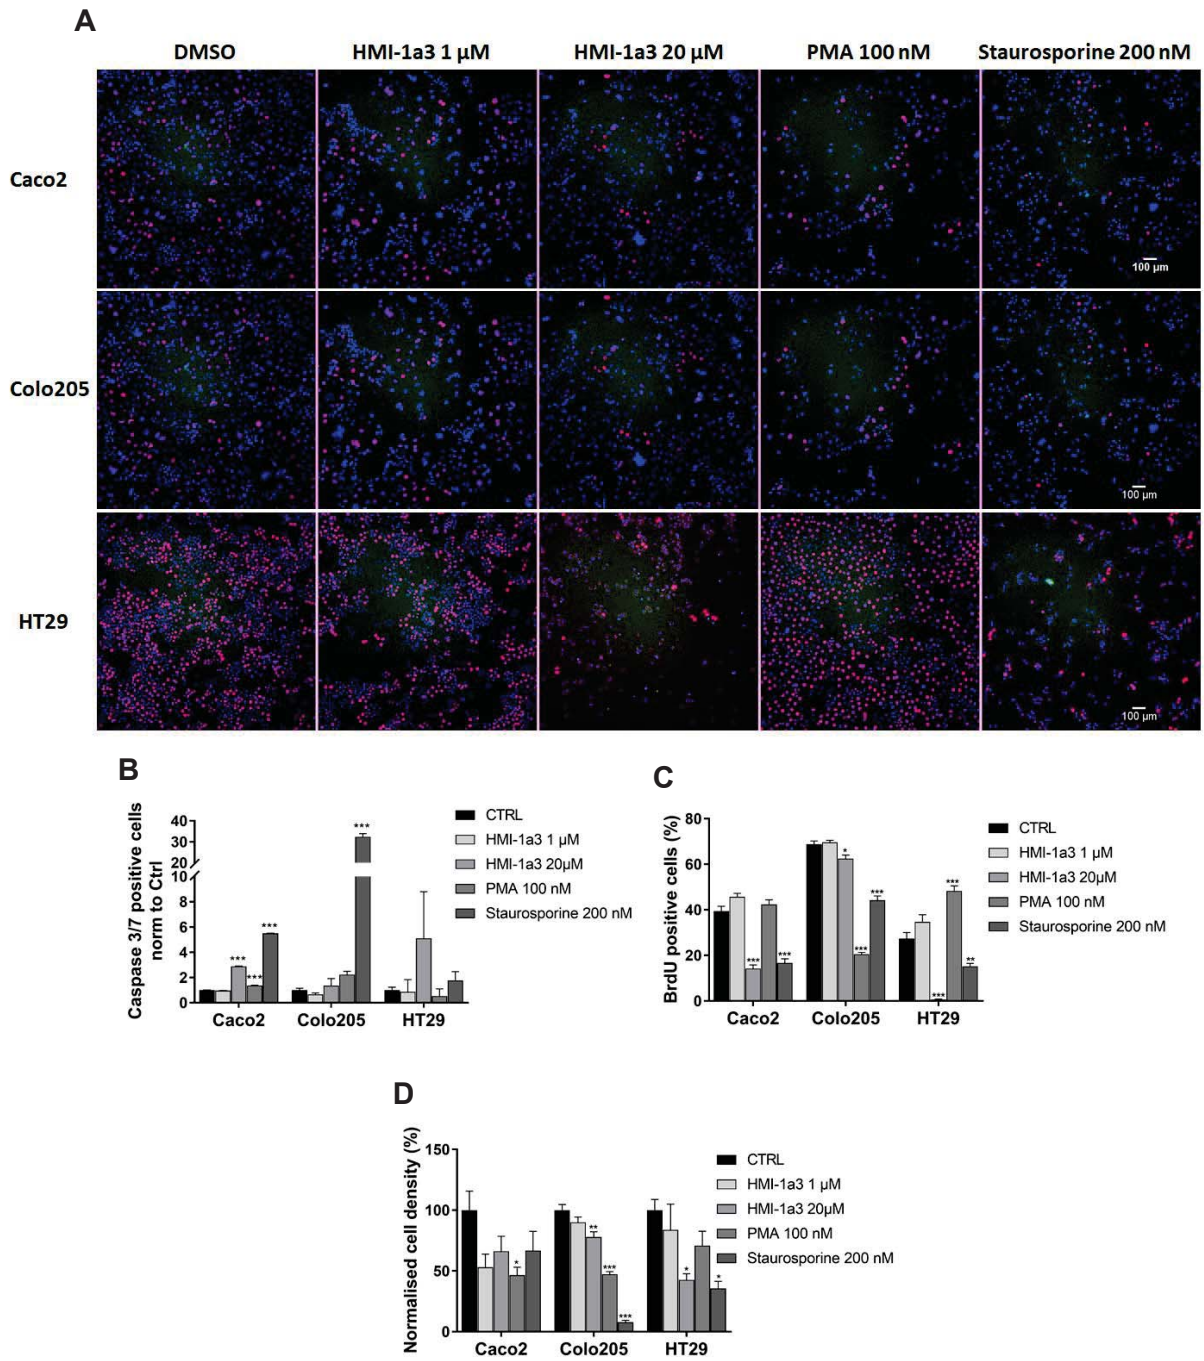 A
DMSO HMI-1a3 1 µM HMI-1a3 20 µM PMA 100 nM Staurosporine 200 nM
Caco2
100 µm
Colo205
100 µm
HT29
100 µm
B
Caspase 3/7 positive cells
norm to Ctrl
40
30
20
10
8
6
4
2
0
***
***
***
***
Caco2 Colo205 HT29
CTRL
HMI-1a3 1 µM
HMI-1a3 20µM
PMA 100 nM
Staurosporine 200 nM
C
BrdU positive cells (%)
80
60
40
20
0
***
***
*
***
***
***
***
**
Caco2 Colo205 HT29
CTRL
HMI-1a3 1 µM
HMI-1a3 20µM
PMA 100 nM
Staurosporine 200 nM
D
Normalised cell density (%)
150
100
50
0
*
**
***
***
*
*
Caco2 Colo205 HT29
CTRL
HMI-1a3 1 µM
HMI-1a3 20µM
PMA 100 nM
Staurosporine 200 nM